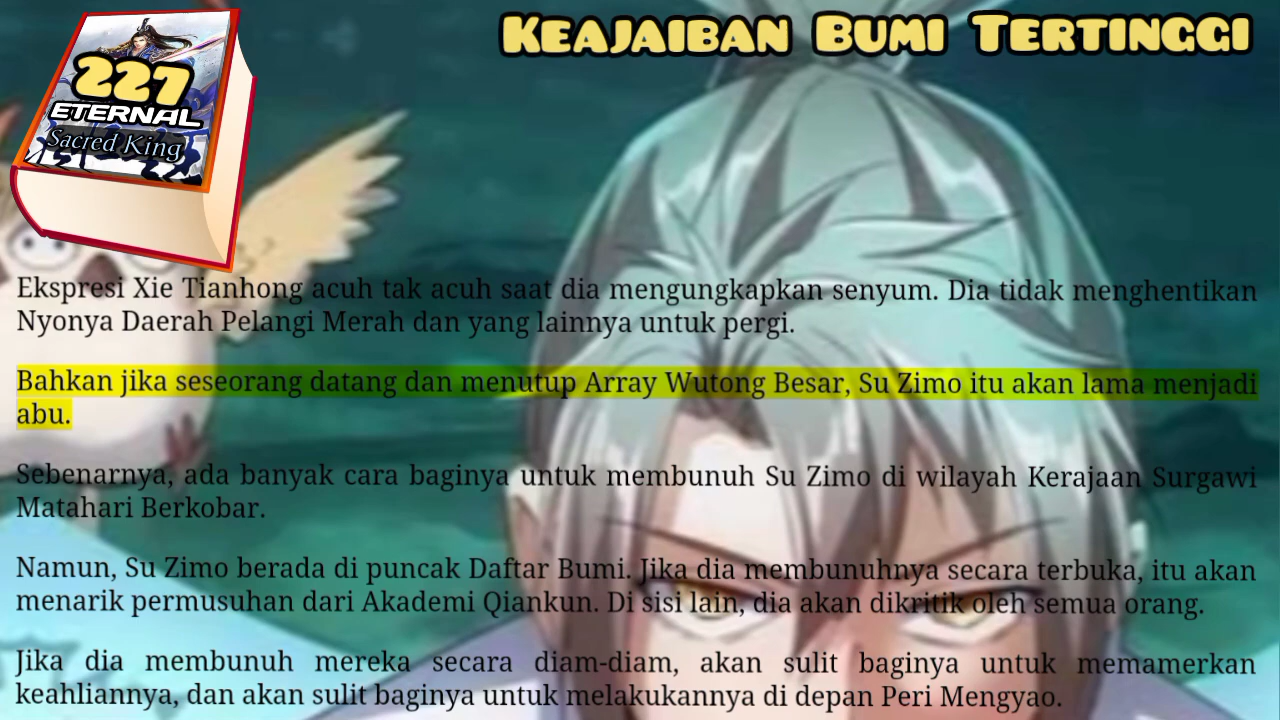 Keajaiban Bumi Tertinggi
227
ETERNAL
Sacred King
Ekspresi Xie Tianhong acuh tak acuh saat dia mengungkapkan senyum. Dia tidak menghentikan
Nyonya Daerah Pelangi Merah dan yang lainnya untuk pergi.
Bahkan jika seseorang datang dan menutup Array Wutong Besar, Su Zimo itu akan lama menjadi
abu.
Sebenarnya, ada banyak cara baginya untuk membunuh Su Zimo di wilayah Kerajaan Surgawi
Matahari Berkobar.
Namun, Su Zimo berada di puncak Daftar Bumi. Jika dia membunuhnya secara terbuka, itu akan
menarik permusuhan dari Akademi Qiankun. Di sisi lain, dia akan dikritik oleh semua orang.
Jika dia membunuh mereka secara diam-diam, akan sulit baginya untuk memamerkan
keahliannya, dan akan sulit baginya untuk melakukannya di depan Peri Mengyao.